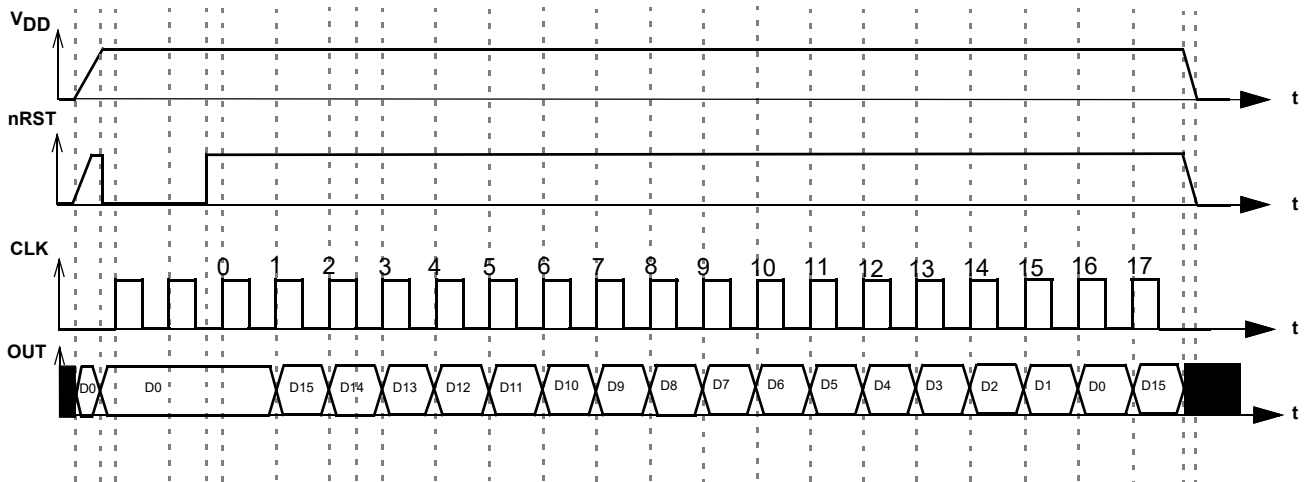 VDD
t
nRST
t
CLK
0 1 2 3 4 5 6 7 8 9 10 11 12 13 14 15 16 17
t
OUT
D0 D0 D15 D14 D13 D12 D11 D10 D9 D8 D7 D6 D5 D4 D3 D2 D1 D0 D15
t